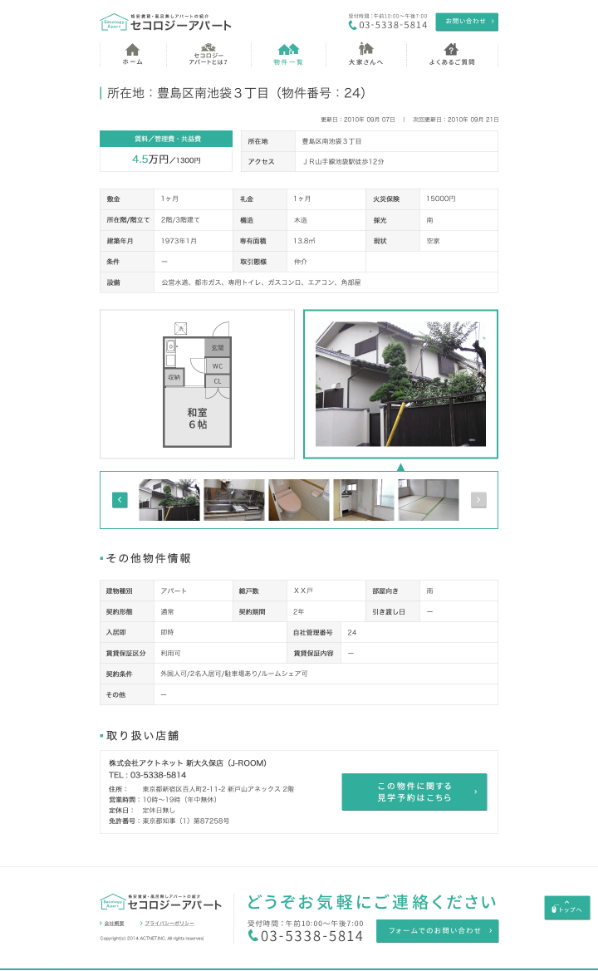 格安賃貸・風呂無しアパートの紹介
セコロジーアパート
受付時間：午前10:00〜午後7:00
03-5338-5814
お問い合わせ
ホーム
セコロジー
アパートとは?
物件一覧
大家さんへ
よくあるご質問
所在地：豊島区南池袋３丁目（物件番号：24）
更新日：2010年 09月 07日 | 次回更新日：2010年 09月 21日
賃料／管理費・共益費
4.5万円/1300円
所在地 豊島区南池袋３丁目
アクセス ＪＲ山手線池袋駅徒歩12分
敷金 1ヶ月 礼金 1ヶ月 火災保険 15000円
所在階/階立て 2階/3階建て 構造 木造 採光 南
建築年月 1973年1月 専有面積 13.8㎡ 現状 空家
条件 ー 取引態様 仲介
設備 公営水道、都市ガス、専用トイレ、ガスコンロ、エアコン、角部屋
玄関
WC
収納
CL
和室
6帖
その他物件情報
建物種別 アパート 総戸数 ＸＸ戸 部屋向き 南
契約形態 通常 契約期間 2年 引き渡し日 ー
入居即 即時 自社管理番号 24
賃貸保証区分 利用可 賃貸保証内容 ー
契約条件 外国人可/2名入居可/駐車場あり/ルームシェア可
その他 ー
取り扱い店舗
株式会社アクトネット 新大久保店（J-ROOM）
TEL：03-5338-5814
住所： 東京都新宿区百人町2-11-2 新戸山アネックス 2階
営業時間：10時〜19時（年中無休）
定休日： 定休日無し
免許番号：東京都知事（1）第87258号
この物件に関する
見学予約はこちら
格安賃貸・風呂無しアパートの紹介
セコロジーアパート
会社概要
プライバシーポリシー
Copyright(c) 2014 ACTNET,INC. All rights reserved.
どうぞお気軽にご連絡ください
受付時間：午前10:00〜午後7:00
03-5338-5814
フォームでのお問い合わせ
トップへ